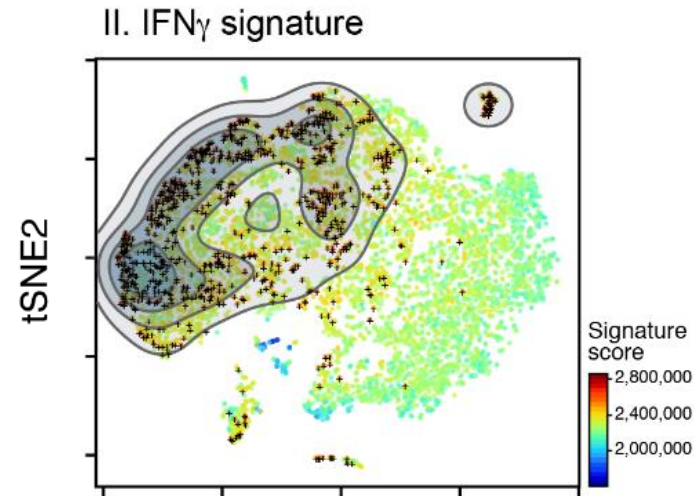 II. IFNγ signature
tSNE2
Signature
score
2,800,000
2,400,000
2,000,000